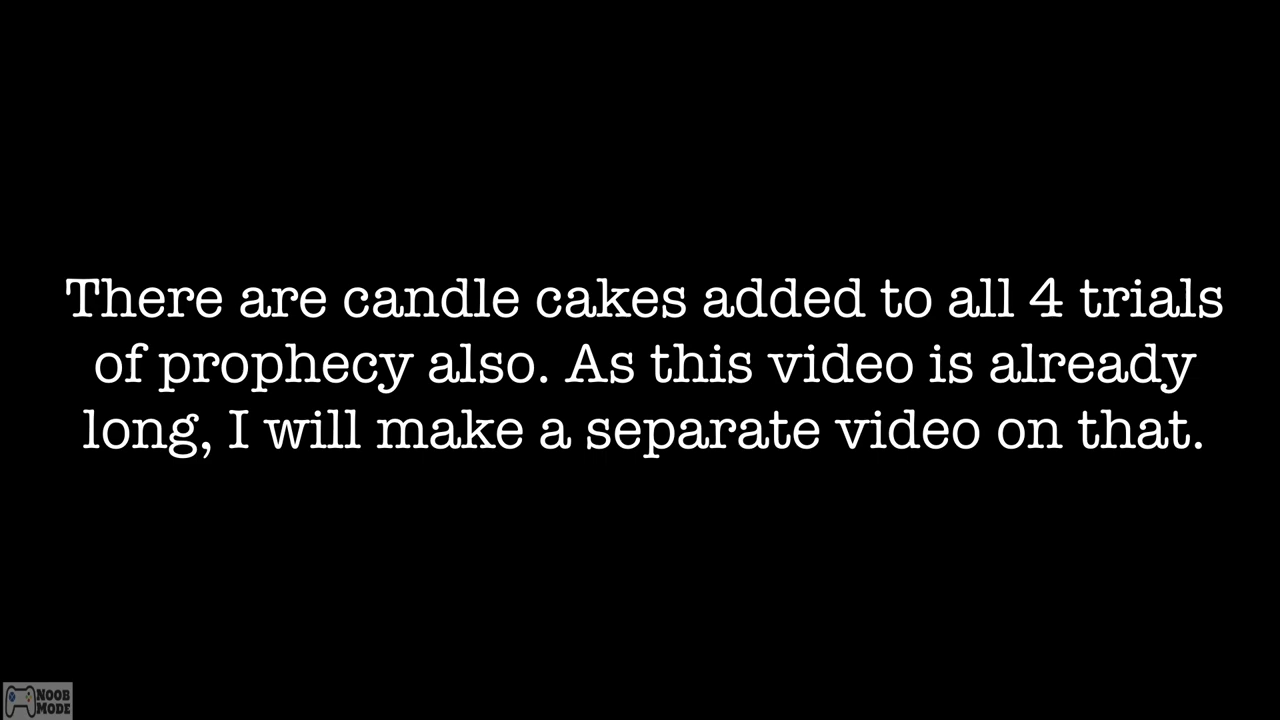 There are candle cakes added to all 4 trials
of prophecy also. As this video is already
long, I will make a separate video on that.
NOOB
MODE